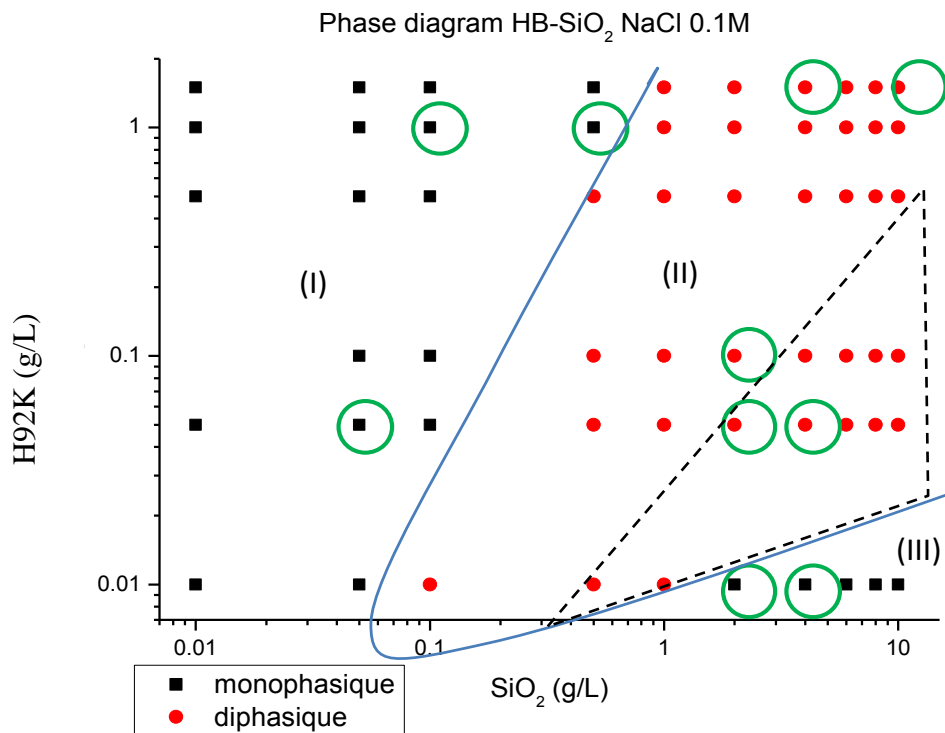 Phase diagram HB-SiO₂ NaCl 0.1M
H92K (g/L)
1
0.1
0.01
(I)
(II)
(III)
0.01 0.1 1 10
SiO₂ (g/L)
monophasique
diphasique